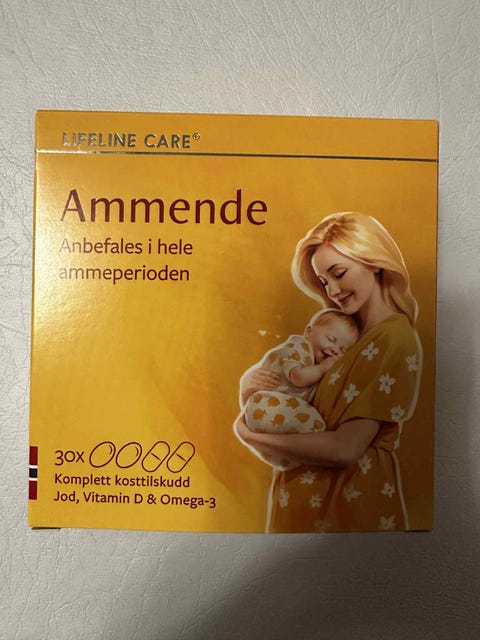 LIFELINE CARE®
Ammende
Anbefales i hele
ammeperioden
30x
Komplett kosttilskudd
Jod, Vitamin D & Omega-3